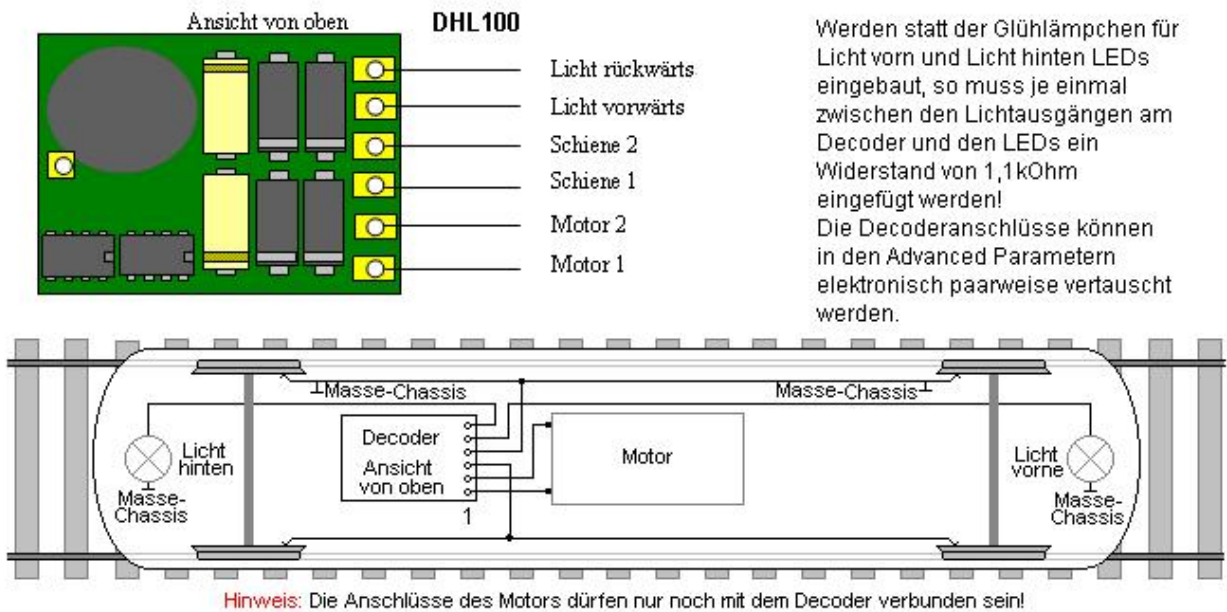 Ansicht von oben
DHL100
Licht rückwärts
Licht vorwärts
Schiene 2
Schiene 1
Motor 2
Motor 1
Werden statt der Glühlämpchen für
Licht vorn und Licht hinten LEDs
eingebaut, so muss je einmal
zwischen den Lichtausgängen am
Decoder und den LEDs ein
Widerstand von 1,1kOhm
eingefügt werden!
Die Decoderanschlüsse können
in den Advanced Parametern
elektronisch paarweise vertauscht
werden.
Masse-Chassis
Masse-Chassis
Licht
hinten
Masse-
Chassis
Decoder
Ansicht
von oben
1
Motor
Licht
vorne
Masse-
Chassis
Hinweis: Die Anschlüsse des Motors dürfen nur noch mit dem Decoder verbunden sein!